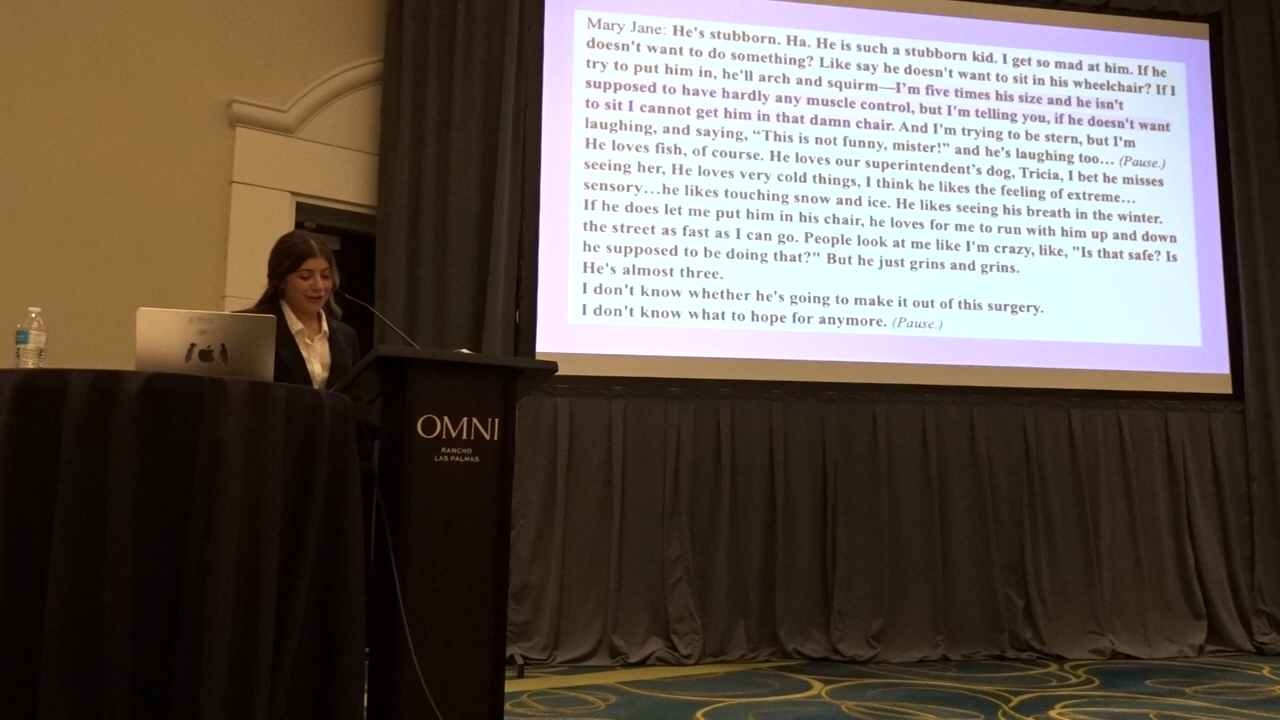 Mary Jane: He's stubborn. Ha. He is such a stubborn kid. I get so mad at him. If he
doesn't want to do something? Like say he doesn't want to sit in his wheelchair? If I
try to put him in, he'll arch and squirm—I'm five times his size and he isn't
supposed to have hardly any muscle control, but I'm telling you, if he doesn't want
to sit I cannot get him in that damn chair. And I'm trying to be stern, but I'm
laughing, and saying, “This is not funny, mister!” and he's laughing too… (Pause.)
He loves fish, of course. He loves our superintendent's dog, Tricia, I bet he misses
seeing her, He loves very cold things, I think he likes the feeling of extreme…
sensory…he likes touching snow and ice. He likes seeing his breath in the winter.
If he does let me put him in his chair, he loves for me to run with him up and down
the street as fast as I can go. People look at me like I'm crazy, like, "Is that safe? Is
he supposed to be doing that?" But he just grins and grins.
He's almost three.
I don't know whether he's going to make it out of this surgery.
I don't know what to hope for anymore. (Pause.)
OMNI
RANCHO
LAS PALMAS